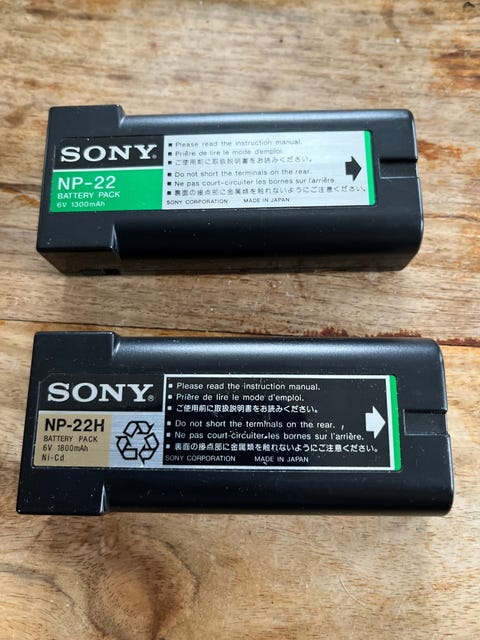 SONY®
NP-22
BATTERY PACK
6V 1300mAh
■ Please read the instruction manual.
■ Prière de lire le mode d'emploi.
■ ご使用前に取扱説明書をお読みください。
■ Do not short the terminals on the rear.
■ Ne pas court-circuiter les bornes sur l'arrière.
■ 裏面の接点部に金属類を触れないようにご注意ください。
SONY CORPORATION MADE IN JAPAN
SONY®
NP-22H
BATTERY PACK
6V 1800mAh
Ni-Cd
■ Please read the instruction manual.
■ Prière de lire le mode d'emploi.
■ ご使用前に取扱説明書をお読みください。
■ Do not short the terminals on the rear.
■ Ne pas court-circuiter les bornes sur l'arrière.
■ 裏面の接点部に金属類を触れないようにご注意ください。
SONY CORPORATION MADE IN JAPAN